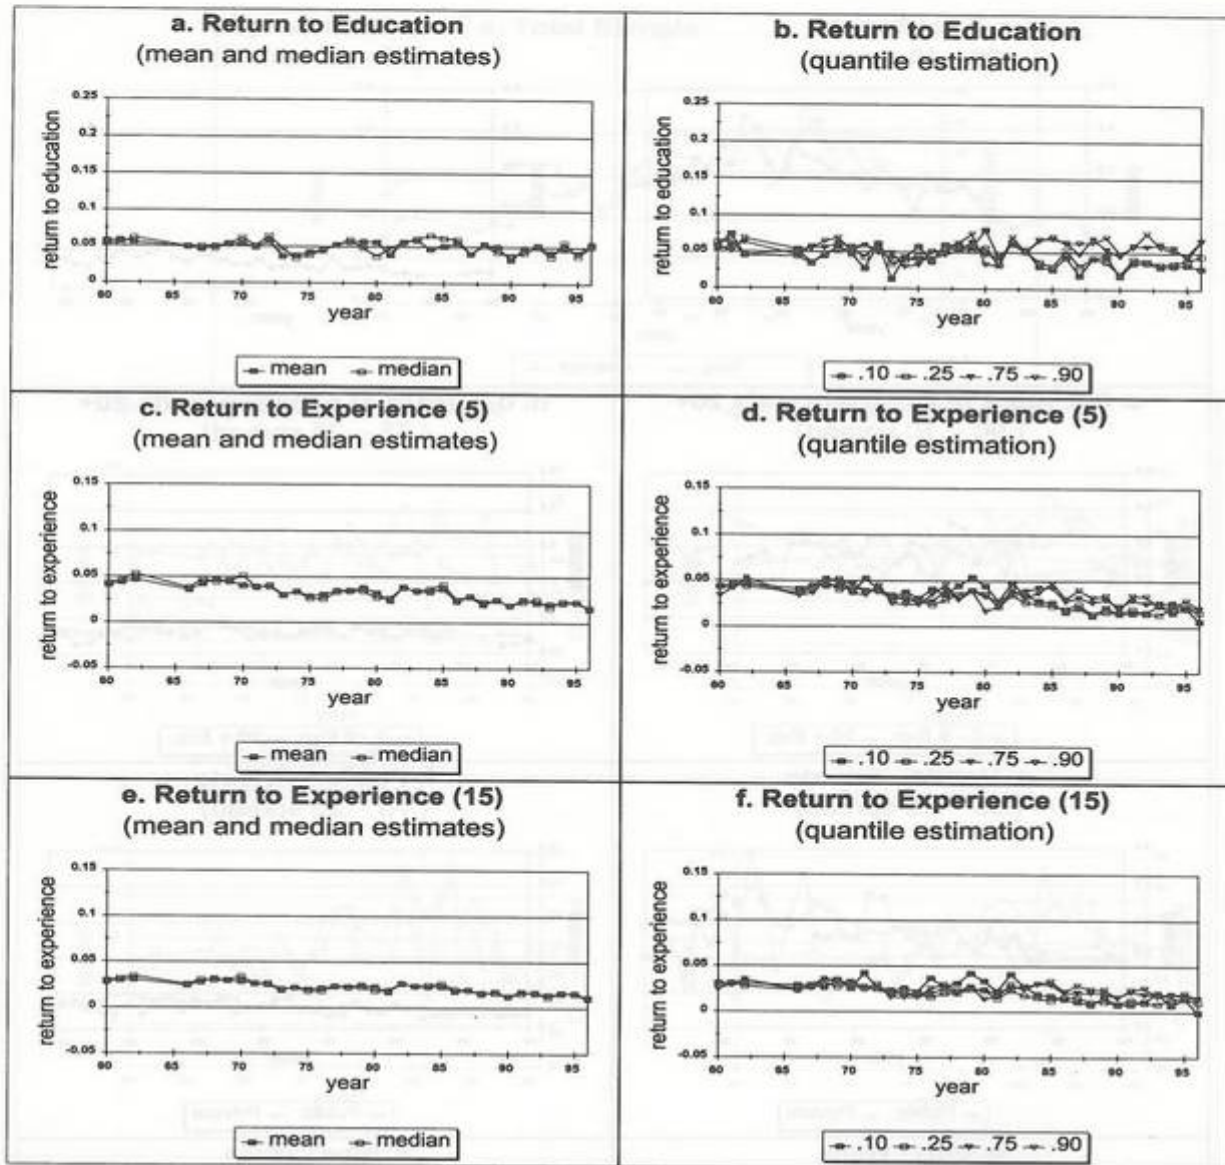 a. Return to Education
(mean and median estimates)
return to education
0.25
0.2
0.15
0.1
0.05
0
60 65 70 75 80 85 90 95
year
mean median
b. Return to Education
(quantile estimation)
return to education
0.25
0.2
0.15
0.1
0.05
0
60 65 70 75 80 85 90 95
year
.10 .25 .75 .90
c. Return to Experience (5)
(mean and median estimates)
return to experience
0.15
0.1
0.05
0
-0.05
60 65 70 75 80 85 90 95
year
mean median
d. Return to Experience (5)
(quantile estimation)
return to experience
0.15
0.1
0.05
0
-0.05
60 65 70 75 80 85 90 95
year
.10 .25 .75 .90
e. Return to Experience (15)
(mean and median estimates)
return to experience
0.15
0.1
0.05
0
-0.05
60 65 70 75 80 85 90 95
year
mean median
f. Return to Experience (15)
(quantile estimation)
return to experience
0.15
0.1
0.05
0
-0.05
60 65 70 75 80 85 90 95
year
.10 .25 .75 .90